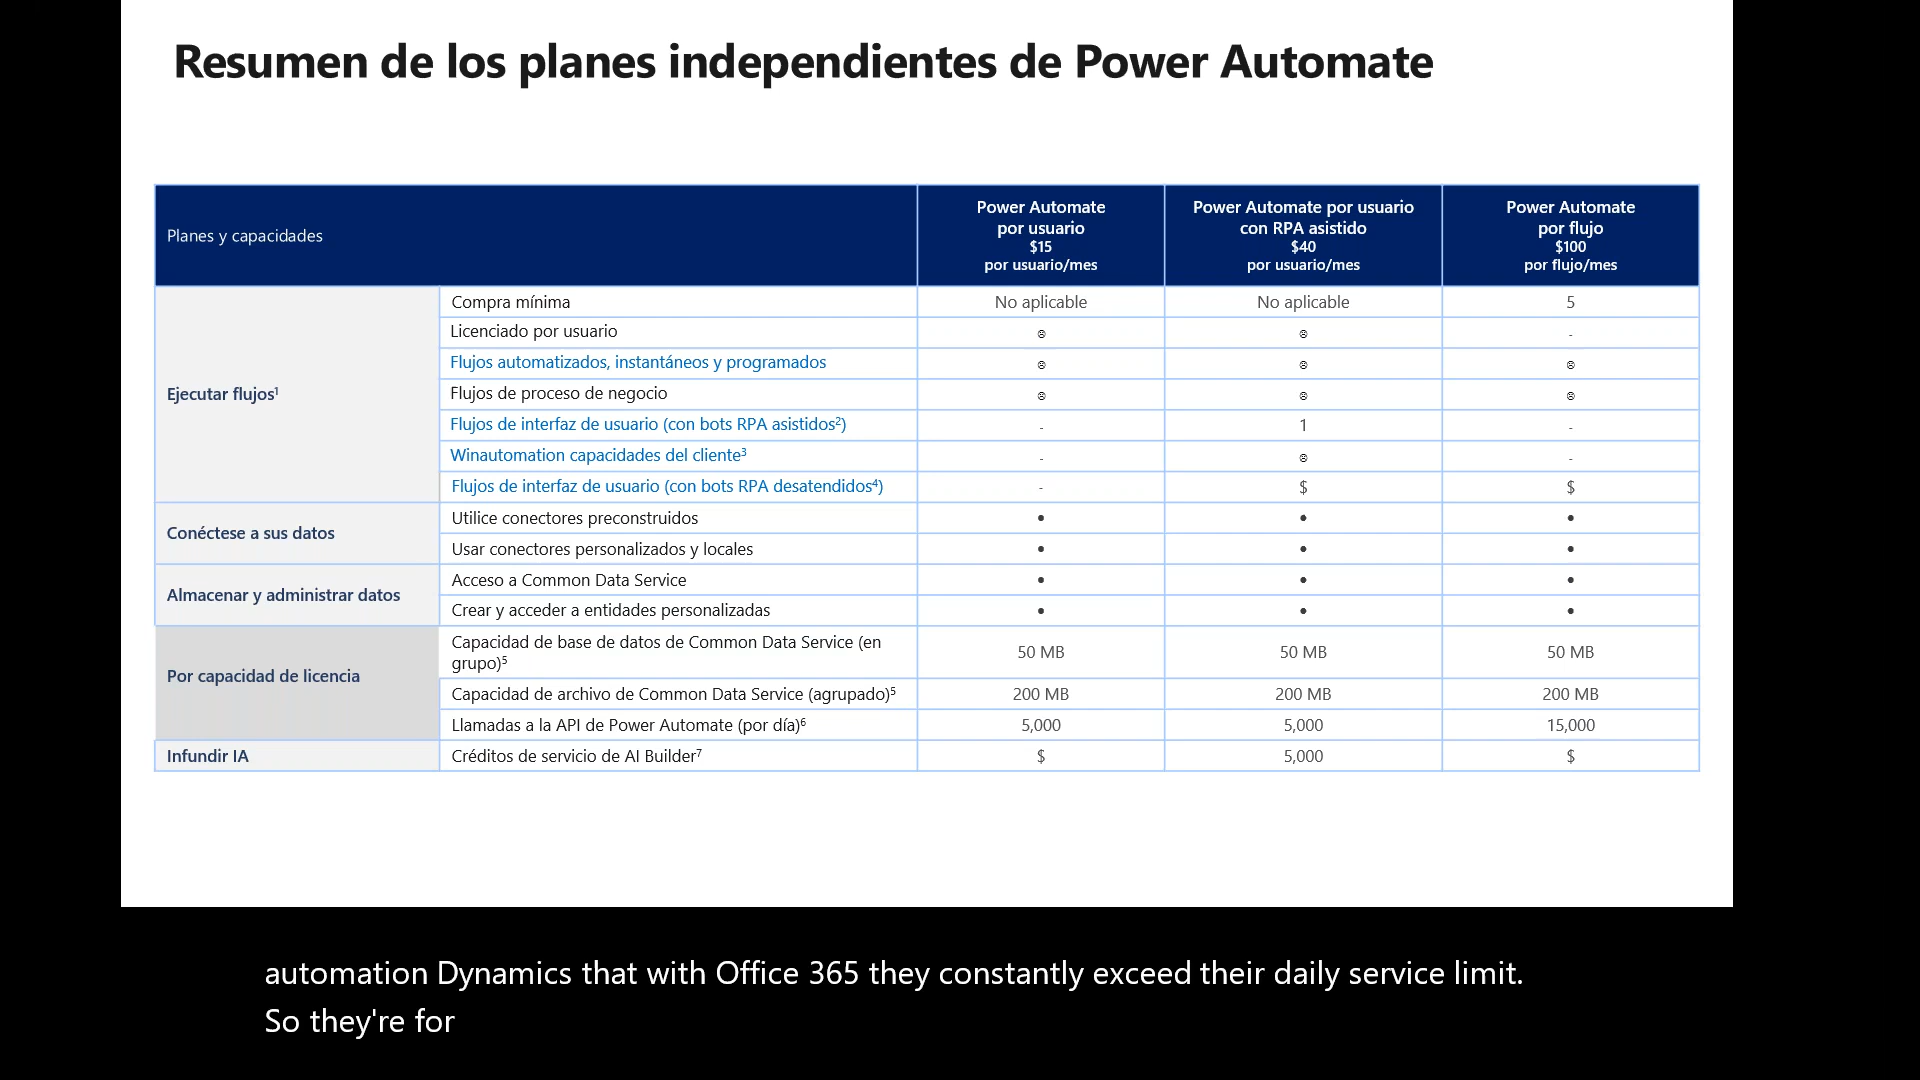 Resumen de los planes independientes de Power Automate
Planes y capacidades
Power Automate
por usuario
$15
por usuario/mes
Power Automate por usuario
con RPA asistido
$40
por usuario/mes
Power Automate
por flujo
$100
por flujo/mes
Ejecutar flujos¹
Compra mínima No aplicable No aplicable 5
Licenciado por usuario ☹ ☹ -
Flujos automatizados, instantáneos y programados ☹ ☹ ☹
Flujos de proceso de negocio ☹ ☹ ☹
Flujos de interfaz de usuario (con bots RPA asistidos²) - 1 -
Winautomation capacidades del cliente³ - ☹ -
Flujos de interfaz de usuario (con bots RPA desatendidos⁴) - $ $
Conéctese a sus datos
Utilice conectores preconstruidos • • •
Usar conectores personalizados y locales • • •
Almacenar y administrar datos
Acceso a Common Data Service • • •
Crear y acceder a entidades personalizadas • • •
Por capacidad de licencia
Capacidad de base de datos de Common Data Service (en
grupo)⁵ 50 MB 50 MB 50 MB
Capacidad de archivo de Common Data Service (agrupado)⁵ 200 MB 200 MB 200 MB
Llamadas a la API de Power Automate (por día)⁶ 5,000 5,000 15,000
Infundir IA Créditos de servicio de AI Builder⁷ $ 5,000 $
automation Dynamics that with Office 365 they constantly exceed their daily service limit.
So they're for